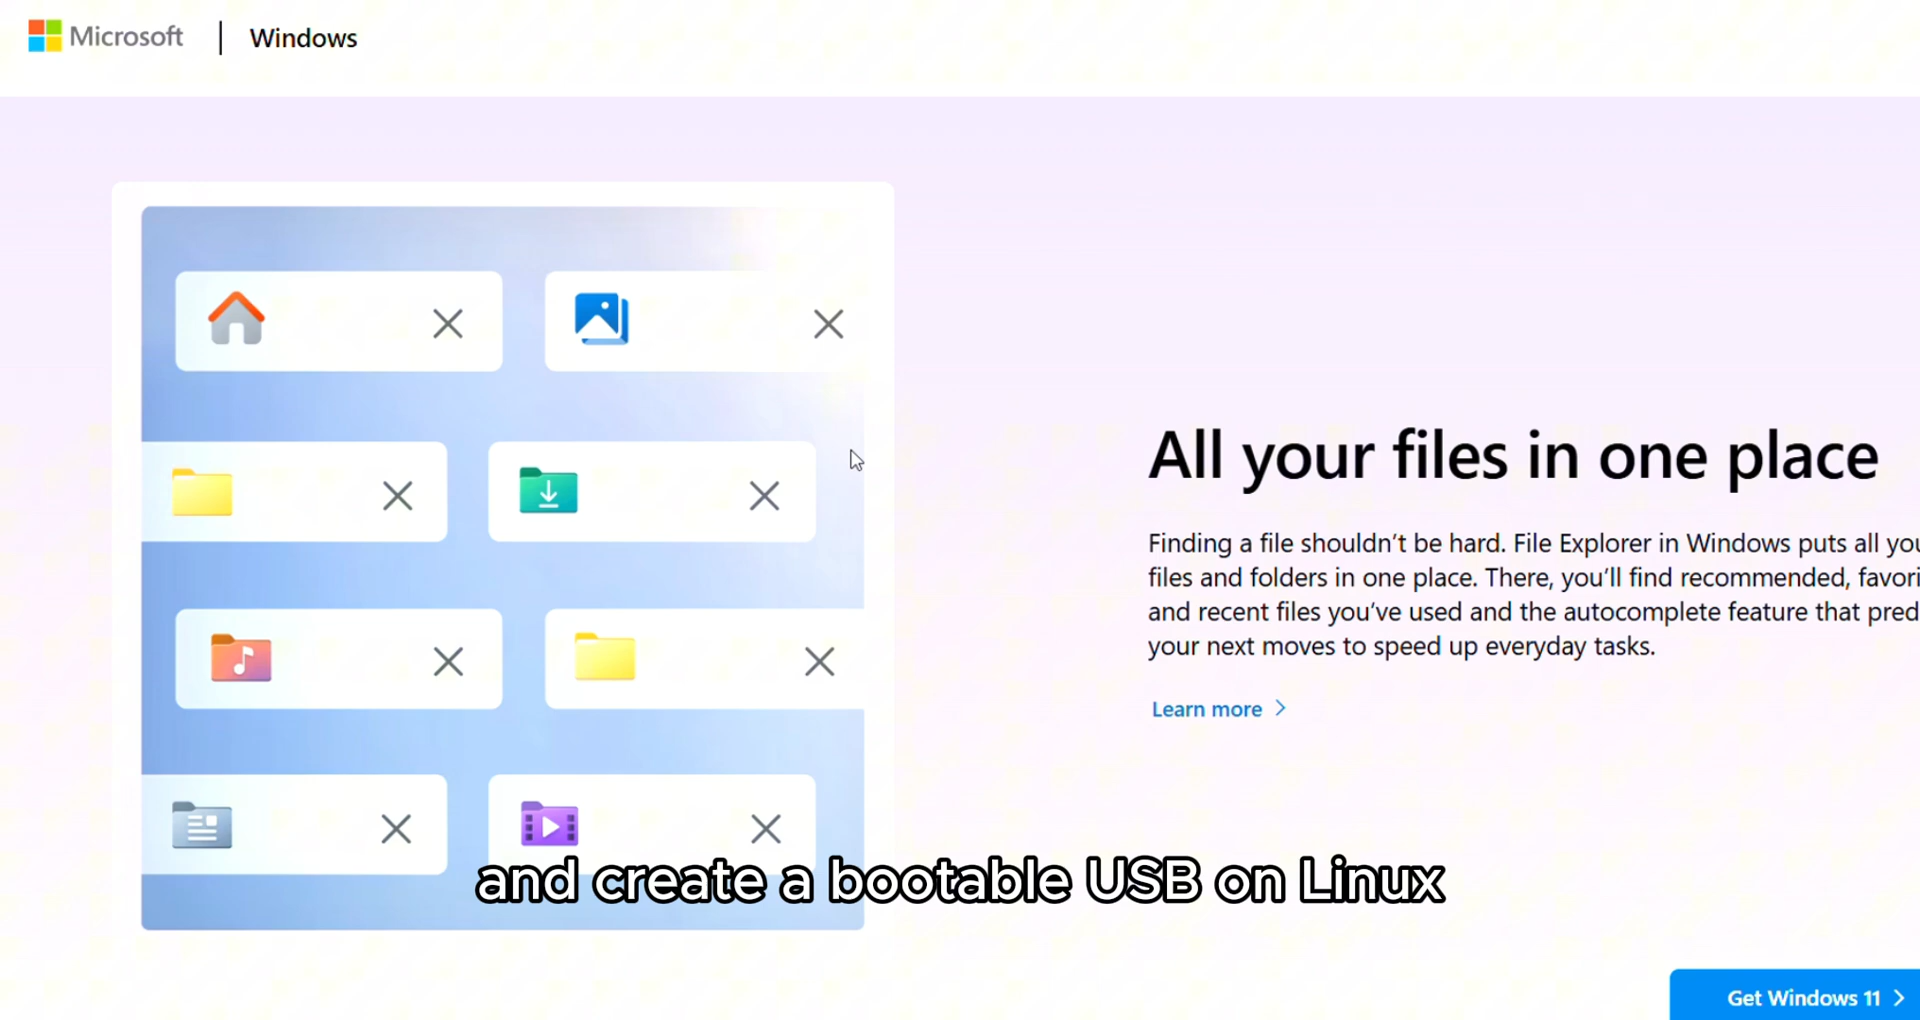 Microsoft | Windows
All your files in one place
Finding a file shouldn't be hard. File Explorer in Windows puts all you
files and folders in one place. There, you'll find recommended, favori
and recent files you've used and the autocomplete feature that pred
your next moves to speed up everyday tasks.
Learn more
and create a bootable USB on Linux
Get Windows 11